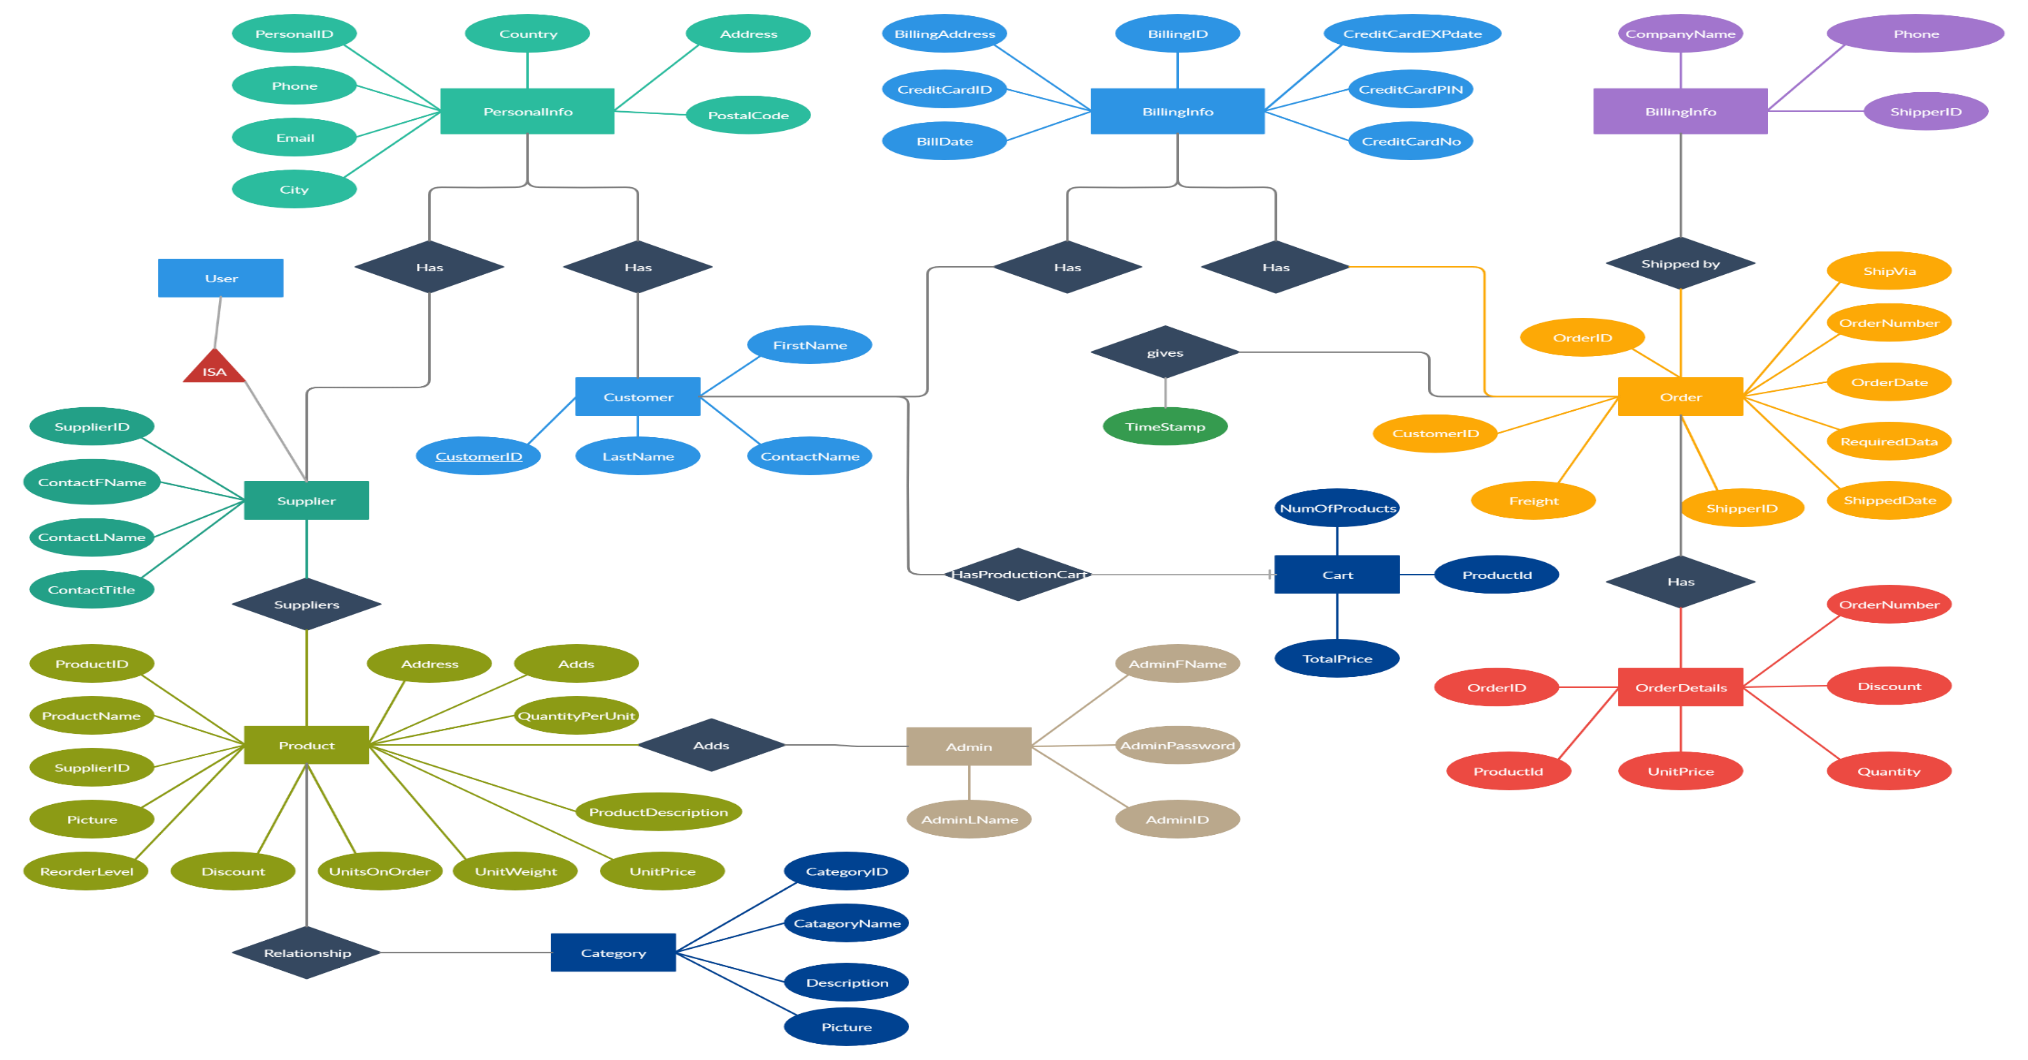 PersonalID
Country
Address
Phone
PersonalInfo
PostalCode
Email
City
BillingAddress
BillingID
CreditCardEXPdate
CreditCardID
BillingInfo
CreditCardPIN
BillDate
CreditCardNo
CompanyName
Phone
BillingInfo
ShipperID
User
Has
Has
Has
Has
Shipped by
ISA
FirstName
Customer
CustomerID
LastName
ContactName
gives
TimeStamp
ShipVia
OrderID
OrderNumber
OrderDate
Order
CustomerID
RequiredData
Freight
ShipperID
ShippedDate
SupplierID
ContactFName
Supplier
ContactLName
ContactTitle
Suppliers
HasProductionCart
NumOfProducts
Cart
ProductId
TotalPrice
Has
OrderNumber
OrderID
OrderDetails
Discount
ProductId
UnitPrice
Quantity
ProductID
Address
Adds
ProductName
QuantityPerUnit
Product
SupplierID
Picture
ProductDescription
ReorderLevel
Discount
UnitsOnOrder
UnitWeight
UnitPrice
Adds
AdminFName
Admin
AdminPassword
AdminLName
AdminID
Relationship
Category
CategoryID
CatagoryName
Description
Picture